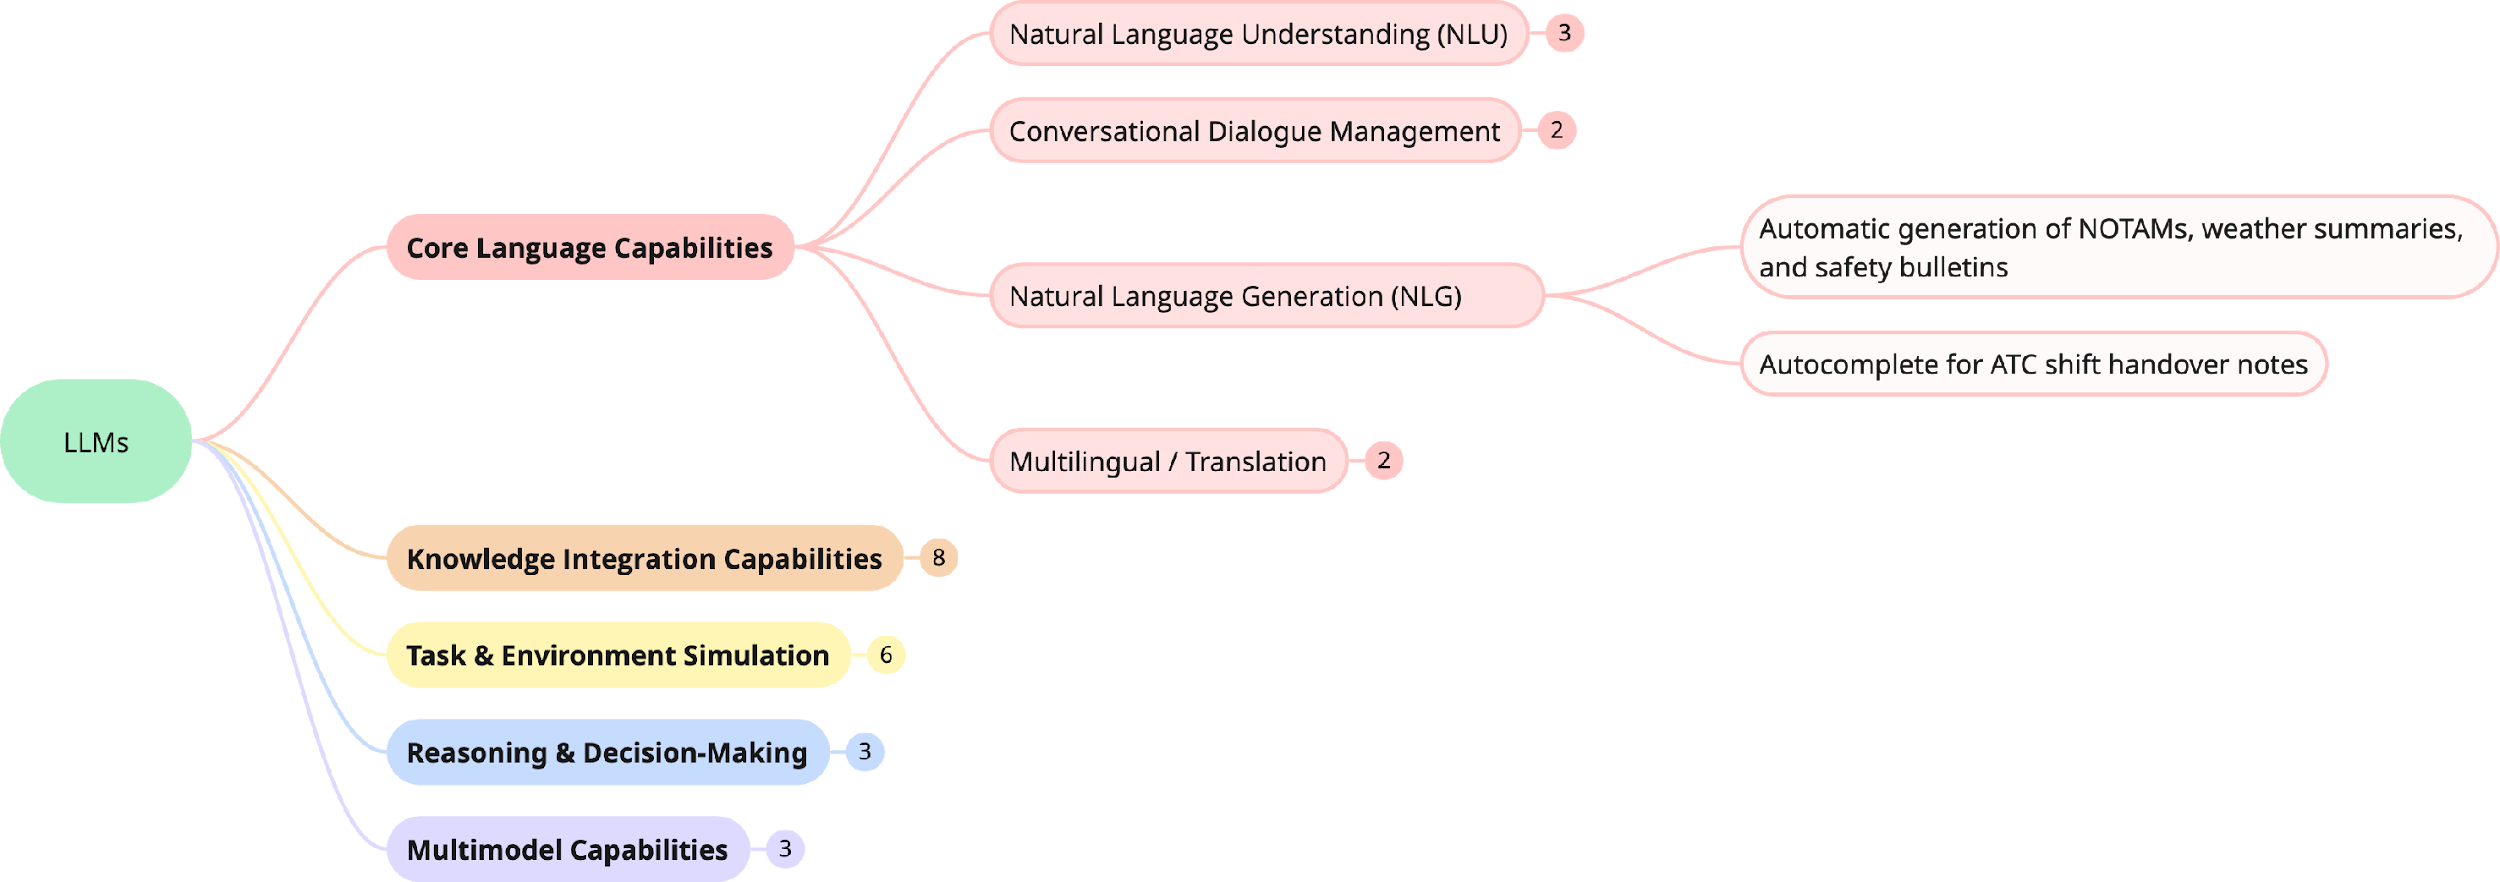 Natural Language Understanding (NLU) 3
Conversational Dialogue Management 2
Core Language Capabilities
Natural Language Generation (NLG)
Automatic generation of NOTAMs, weather summaries,
and safety bulletins
Autocomplete for ATC shift handover notes
LLMs
Multilingual / Translation 2
Knowledge Integration Capabilities 8
Task & Environment Simulation 6
Reasoning & Decision-Making 3
Multimodel Capabilities 3